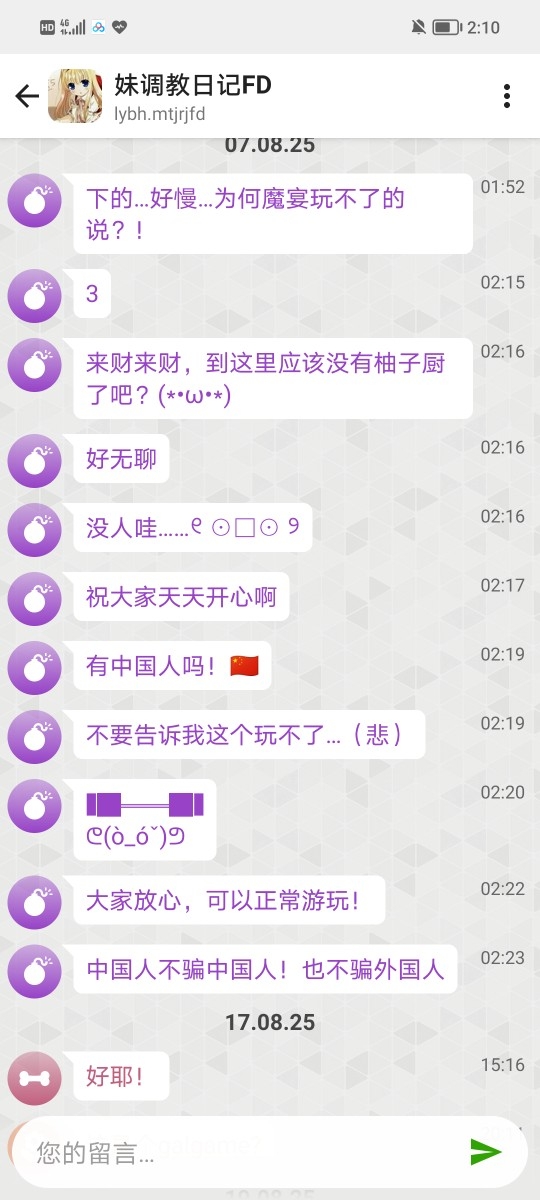 HD 4G 2:10
妹调教日记FD
lybh.mtjrjfd
07.08.25
下的…好慢…为何魔宴玩不了的 01:52
说？！
3 02:15
来财来财，到这里应该没有柚子厨 02:16
了吧？(**•ω•**)
好无聊 02:16
没人哇……ᘓ ⊙□⊙ ᘐ 02:16
祝大家天天开心啊 02:17
有中国人吗！🇨🇳 02:19
不要告诉我这个玩不了…（悲） 02:19
▮█═══█▮ 02:20
ᕦ(ò_óˇ)ᕤ
大家放心，可以正常游玩！ 02:22
中国人不骗中国人！也不骗外国人 02:23
17.08.25
好耶！ 15:16
您的留言…